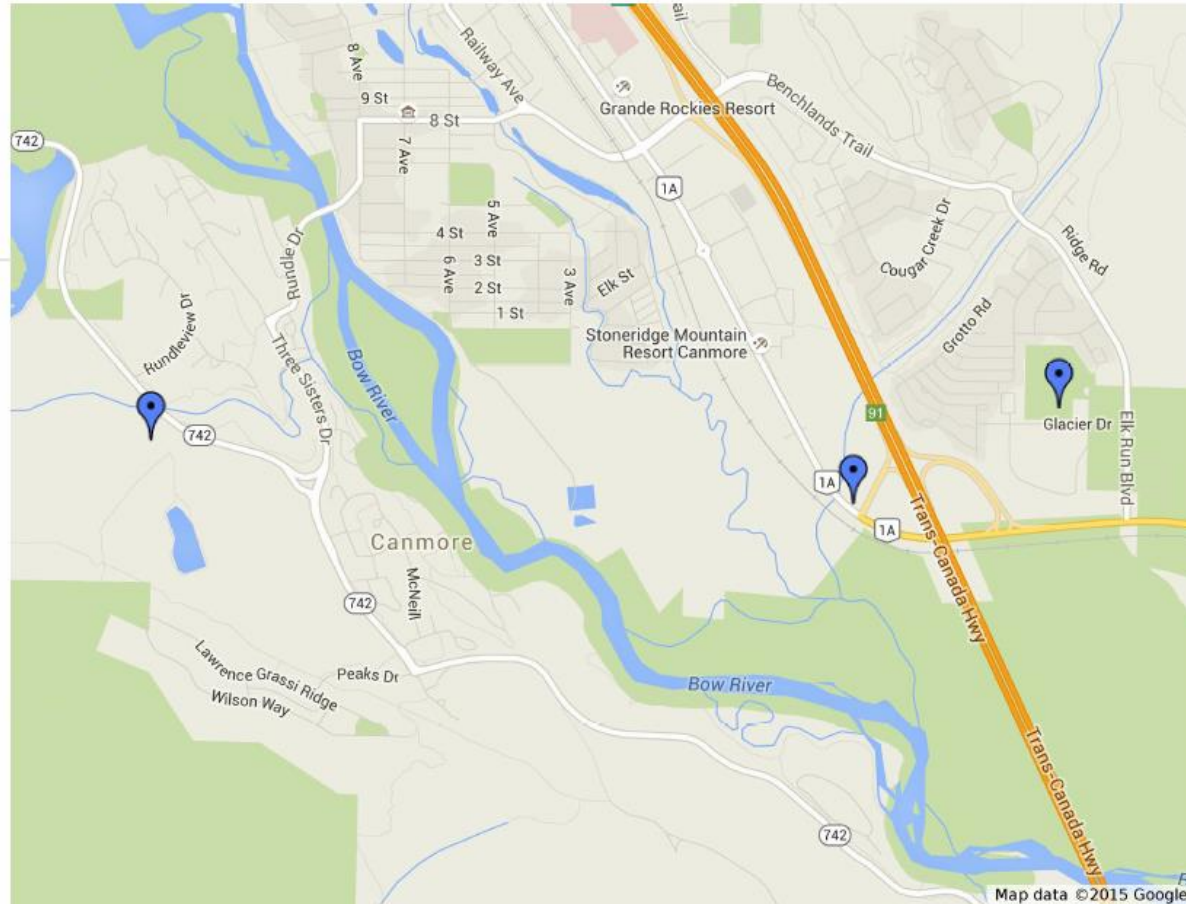 ail
8 Ave
Railway Ave
9 St
Grande Rockies Resort
Benchlands Trail
8 St
742
7 Ave
1A
5 Ave
Cougar Creek Dr
Ridge Rd
4 St
Rundle Dr
6 Ave
3 St
3 Ave
Elk St
2 St
1 St
Rundleview Dr
Three Sisters Dr
Bow River
Stoneridge Mountain
Resort Canmore
Grotto Rd
91
Glacier Dr
Elk Run Blvd
742
1A
1A
Trans-Canada Hwy
Canmore
McNeill
742
Lawrence Grassi Ridge
Peaks Dr
Wilson Way
Bow River
Trans-Canada Hwy
742
Map data ©2015 Google